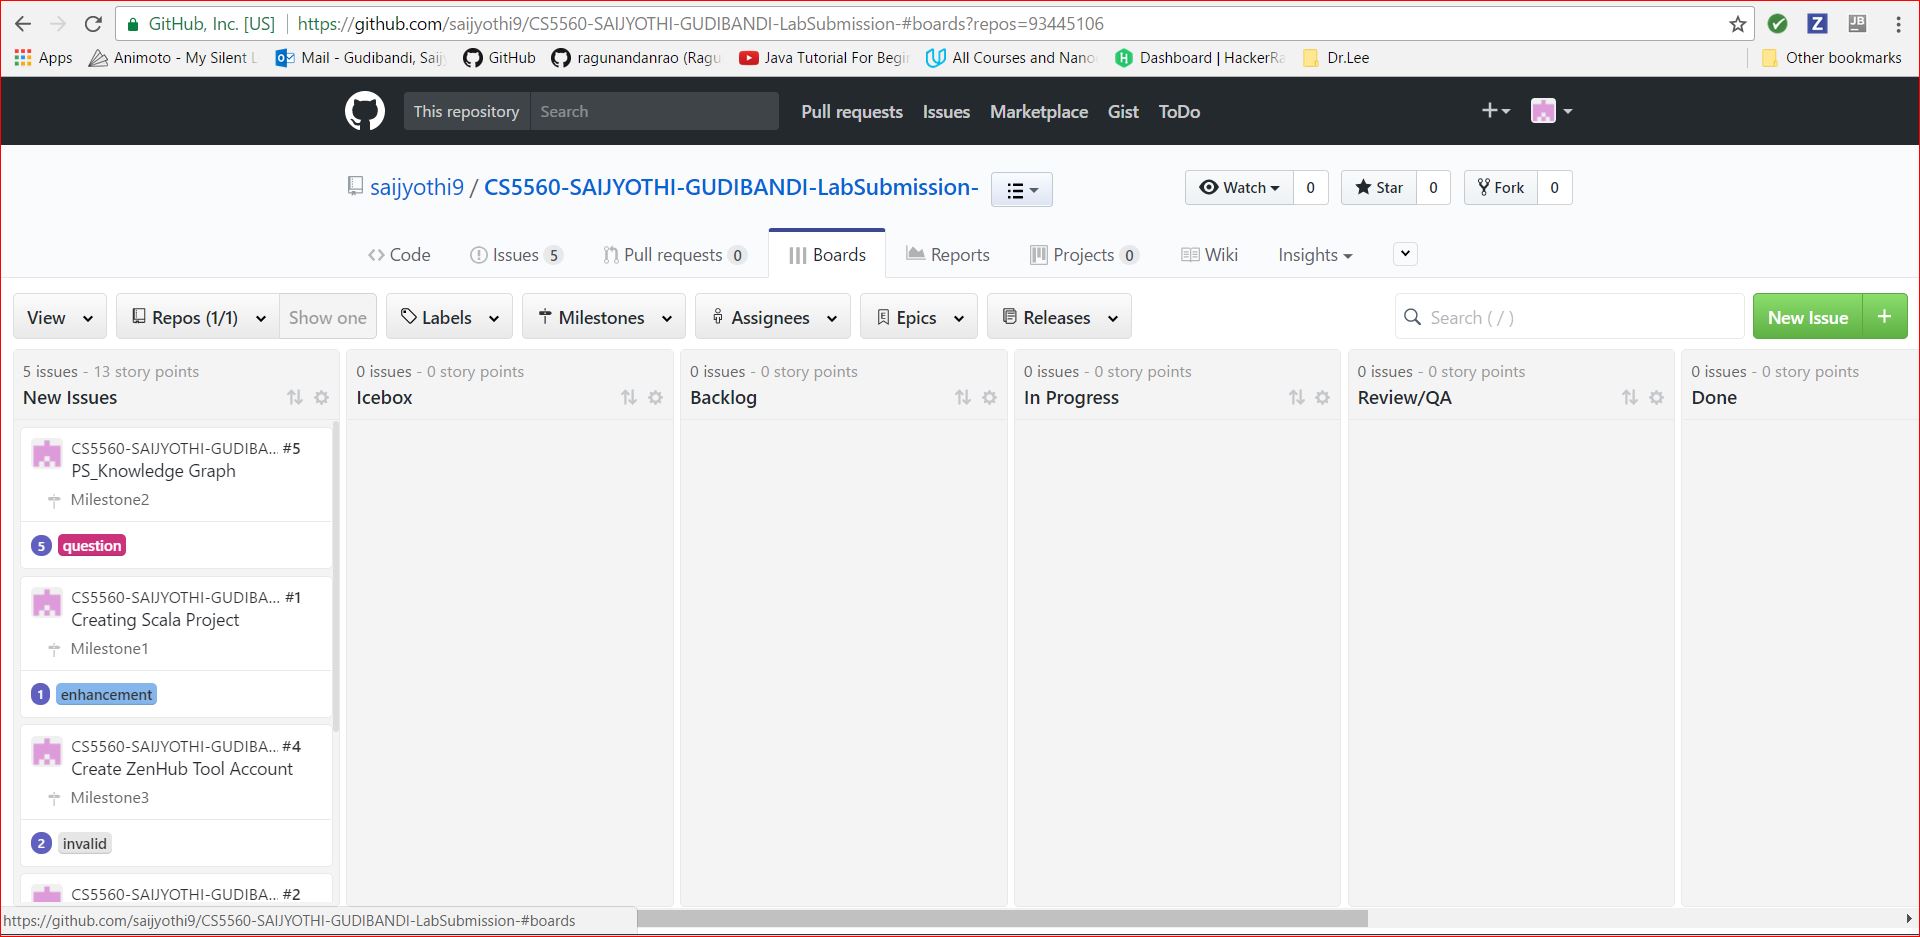 GitHub, Inc. [US] https://github.com/saijyothi9/CS5560-SAIJYOTHI-GUDIBANDI-LabSubmission-#boards?repos=93445106
Apps Animoto - My Silent L Mail - Gudibandi, Saijy GitHub ragunandanrao (Ragu Java Tutorial For Begin All Courses and Nano Dashboard | HackerRa Dr.Lee Other bookmarks
This repository Search Pull requests Issues Marketplace Gist ToDo
saijyothi9 / CS5560-SAIJYOTHI-GUDIBANDI-LabSubmission- Watch 0 Star 0 Fork 0
Code Issues 5 Pull requests 0 Boards Reports Projects 0 Wiki Insights
View Repos (1/1) Show one Labels Milestones Assignees Epics Releases Search ( / ) New Issue +
5 issues - 13 story points 0 issues - 0 story points 0 issues - 0 story points 0 issues - 0 story points 0 issues - 0 story points 0 issues - 0 story points
New Issues Icebox Backlog In Progress Review/QA Done
CS5560-SAIJYOTHI-GUDIBA... #5
PS_Knowledge Graph
Milestone2
5 question
CS5560-SAIJYOTHI-GUDIBA... #1
Creating Scala Project
Milestone1
1 enhancement
CS5560-SAIJYOTHI-GUDIBA... #4
Create ZenHub Tool Account
Milestone3
2 invalid
CS5560-SAIJYOTHI-GUDIBA... #2
https://github.com/saijyothi9/CS5560-SAIJYOTHI-GUDIBANDI-LabSubmission-#boards